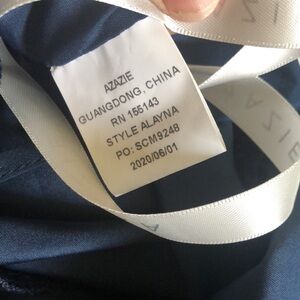 AZAZIE
GUANGDONG, CHINA
RN 155143
STYLE ALAYNA
PO: SCM9248
2020/06/01